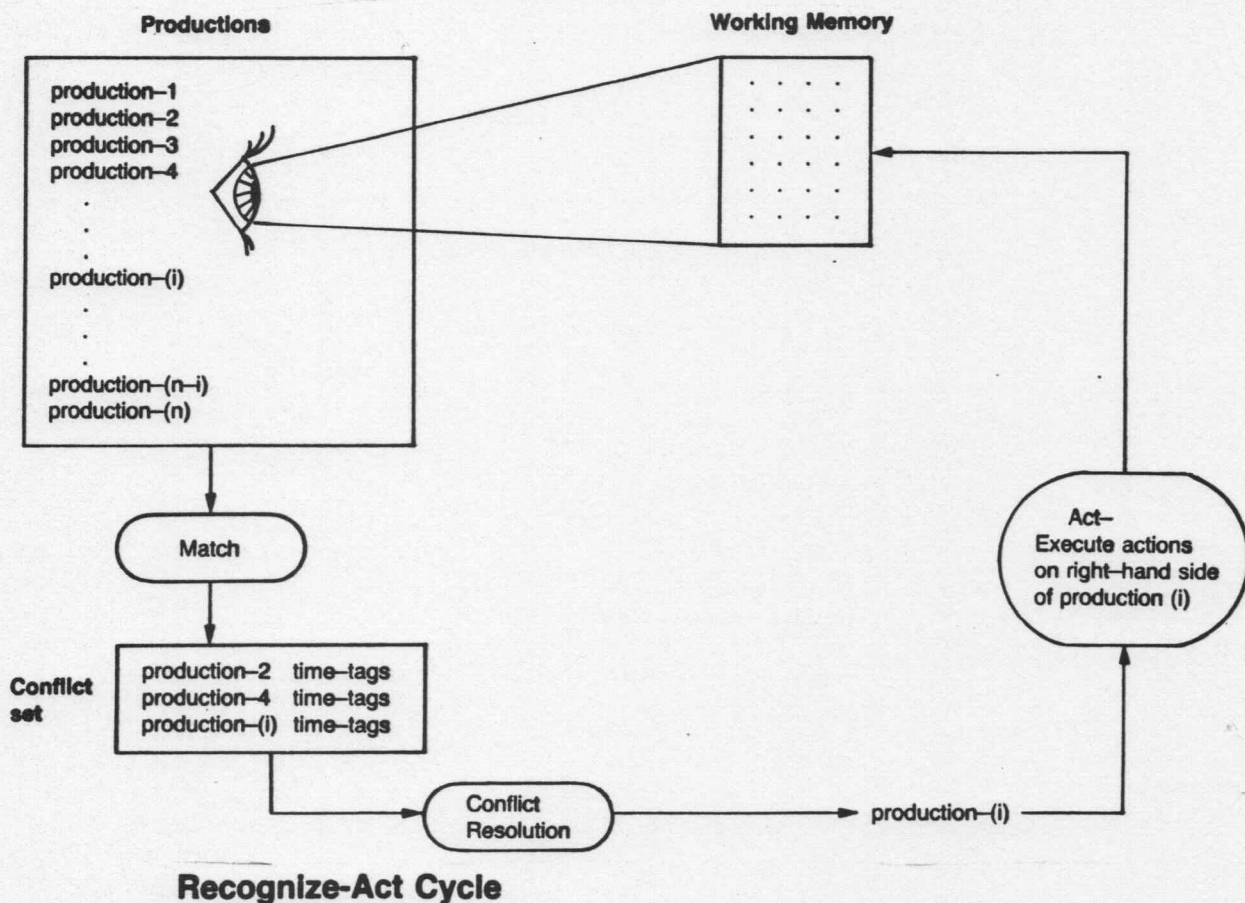 Productions
Working Memory
production–1
production–2
production–3
production–4
production–(i)
production–(n–i)
production–(n)
Match
Act–
Execute actions
on right–hand side
of production (i)
Conflict
set
production–2 time–tags
production–4 time–tags
production–(i) time–tags
Conflict
Resolution
production–(i)
Recognize-Act Cycle